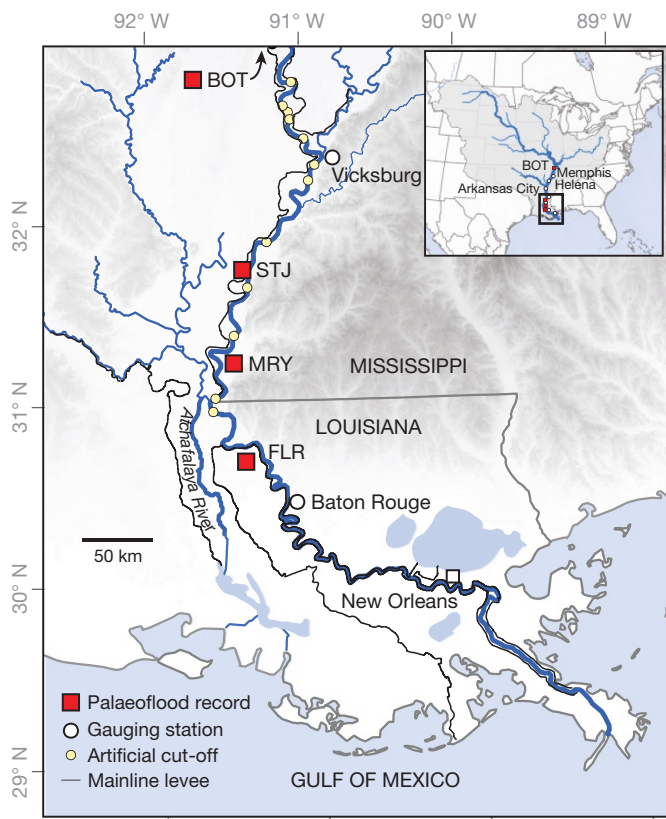 92° W
91° W
90° W
89° W
BOT
Vicksburg
BOT
Memphis
Helena
Arkansas City
32° N
STJ
MRY
MISSISSIPPI
31° N
LOUISIANA
Atchafalaya River
FLR
Baton Rouge
50 km
30° N
New Orleans
Palaeoflood record
Gauging station
Artificial cut-off
Mainline levee
29° N
GULF OF MEXICO